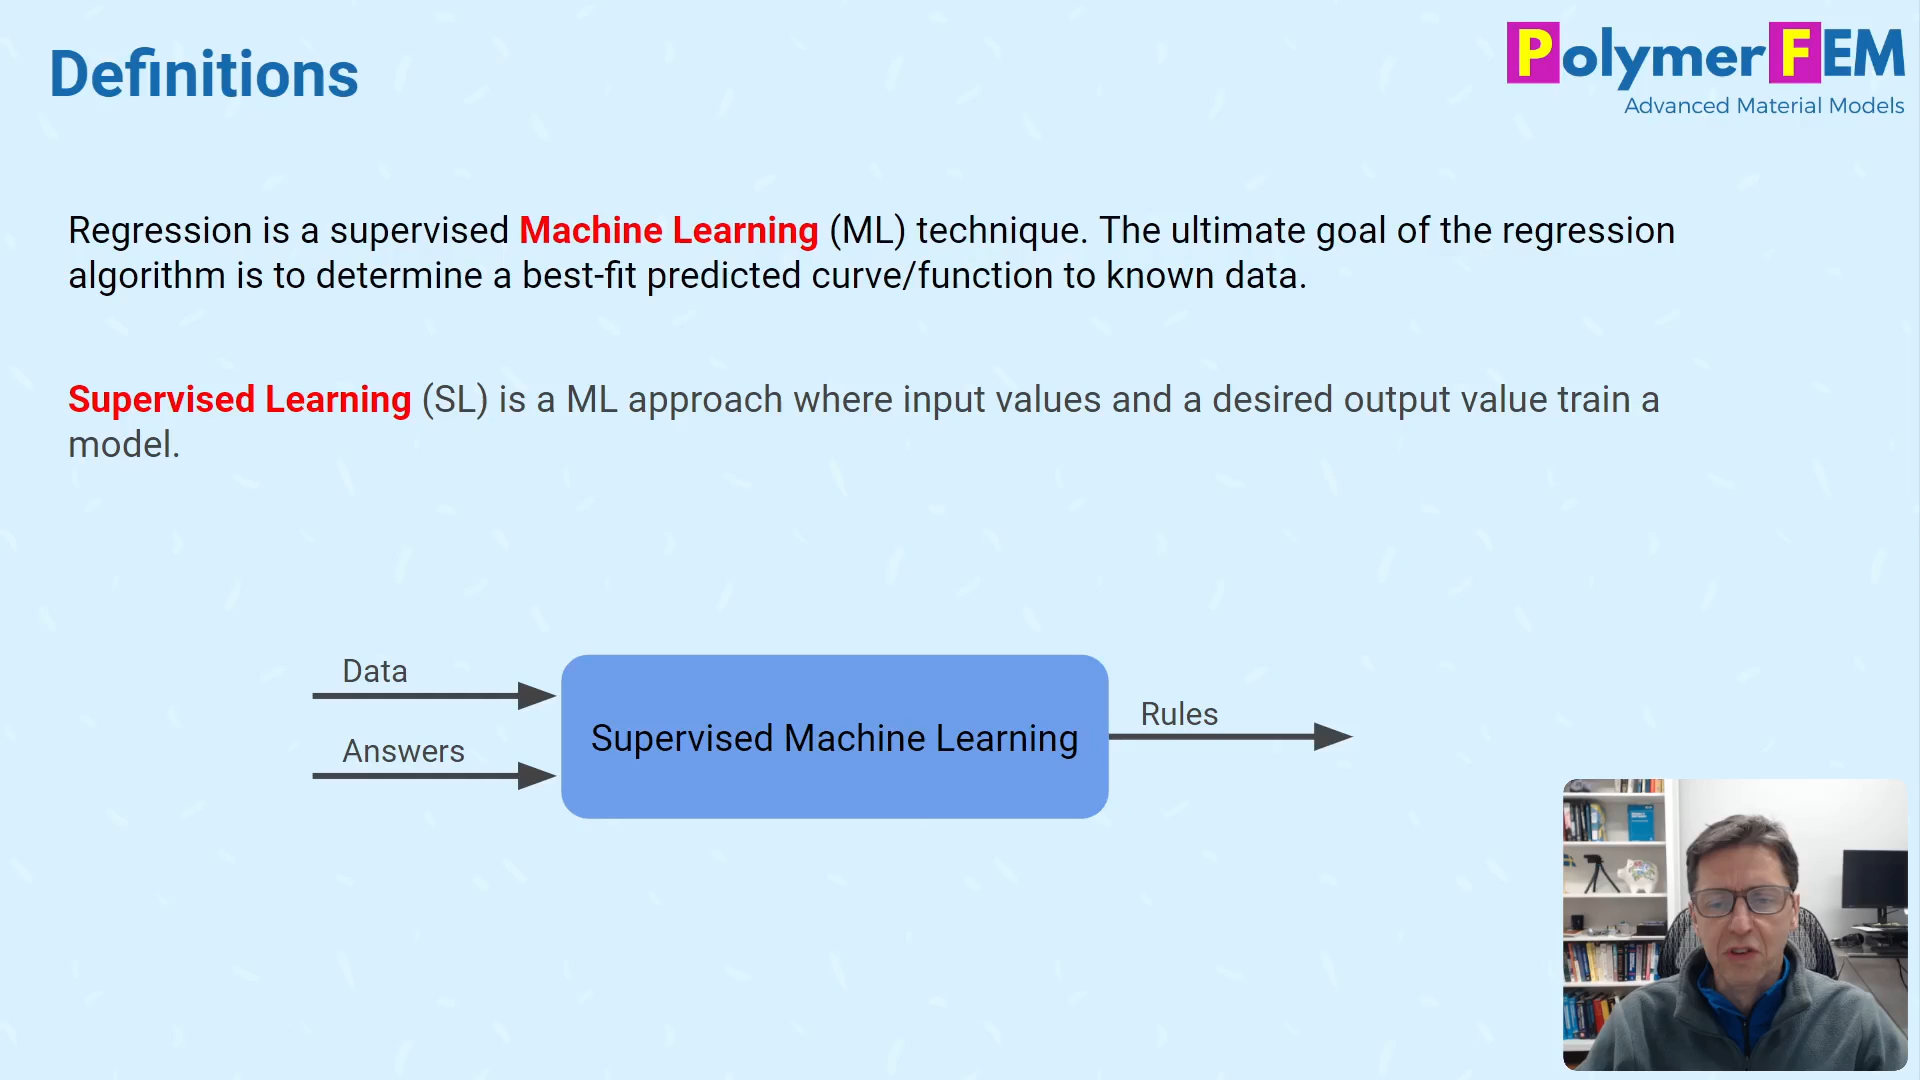 Definitions
PolymerFEM
Advanced Material Models
Regression is a supervised Machine Learning (ML) technique. The ultimate goal of the regression
algorithm is to determine a best-fit predicted curve/function to known data.
Supervised Learning (SL) is a ML approach where input values and a desired output value train a
model.
Data
Answers
Supervised Machine Learning
Rules